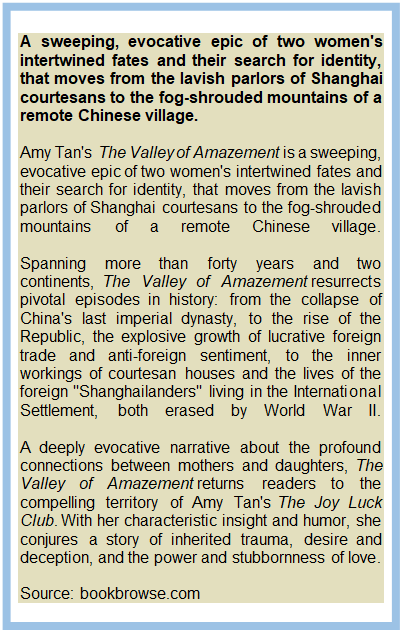 A sweeping, evocative epic of two women's
intertwined fates and their search for identity,
that moves from the lavish parlors of Shanghai
courtesans to the fog-shrouded mountains of a
remote Chinese village.
Amy Tan's The Valley of Amazement is a sweeping,
evocative epic of two women's intertwined fates and
their search for identity, that moves from the lavish
parlors of Shanghai courtesans to the fog-shrouded
mountains of a remote Chinese village.
Spanning more than forty years and two
continents, The Valley of Amazement resurrects
pivotal episodes in history: from the collapse of
China's last imperial dynasty, to the rise of the
Republic, the explosive growth of lucrative foreign
trade and anti-foreign sentiment, to the inner
workings of courtesan houses and the lives of the
foreign "Shanghailanders" living in the International
Settlement, both erased by World War II.
A deeply evocative narrative about the profound
connections between mothers and daughters, The
Valley of Amazement returns readers to the
compelling territory of Amy Tan's The Joy Luck
Club. With her characteristic insight and humor, she
conjures a story of inherited trauma, desire and
deception, and the power and stubbornness of love.
Source: bookbrowse.com